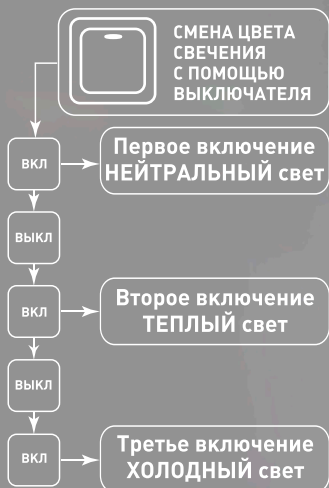 СМЕНА ЦВЕТА
СВЕЧЕНИЯ
С ПОМОЩЬЮ
ВЫКЛЮЧАТЕЛЯ
ВКЛ
Первое включение
НЕЙТРАЛЬНЫЙ свет
ВЫКЛ
ВКЛ
Второе включение
ТЕПЛЫЙ свет
ВЫКЛ
ВКЛ
Третье включение
ХОЛОДНЫЙ свет